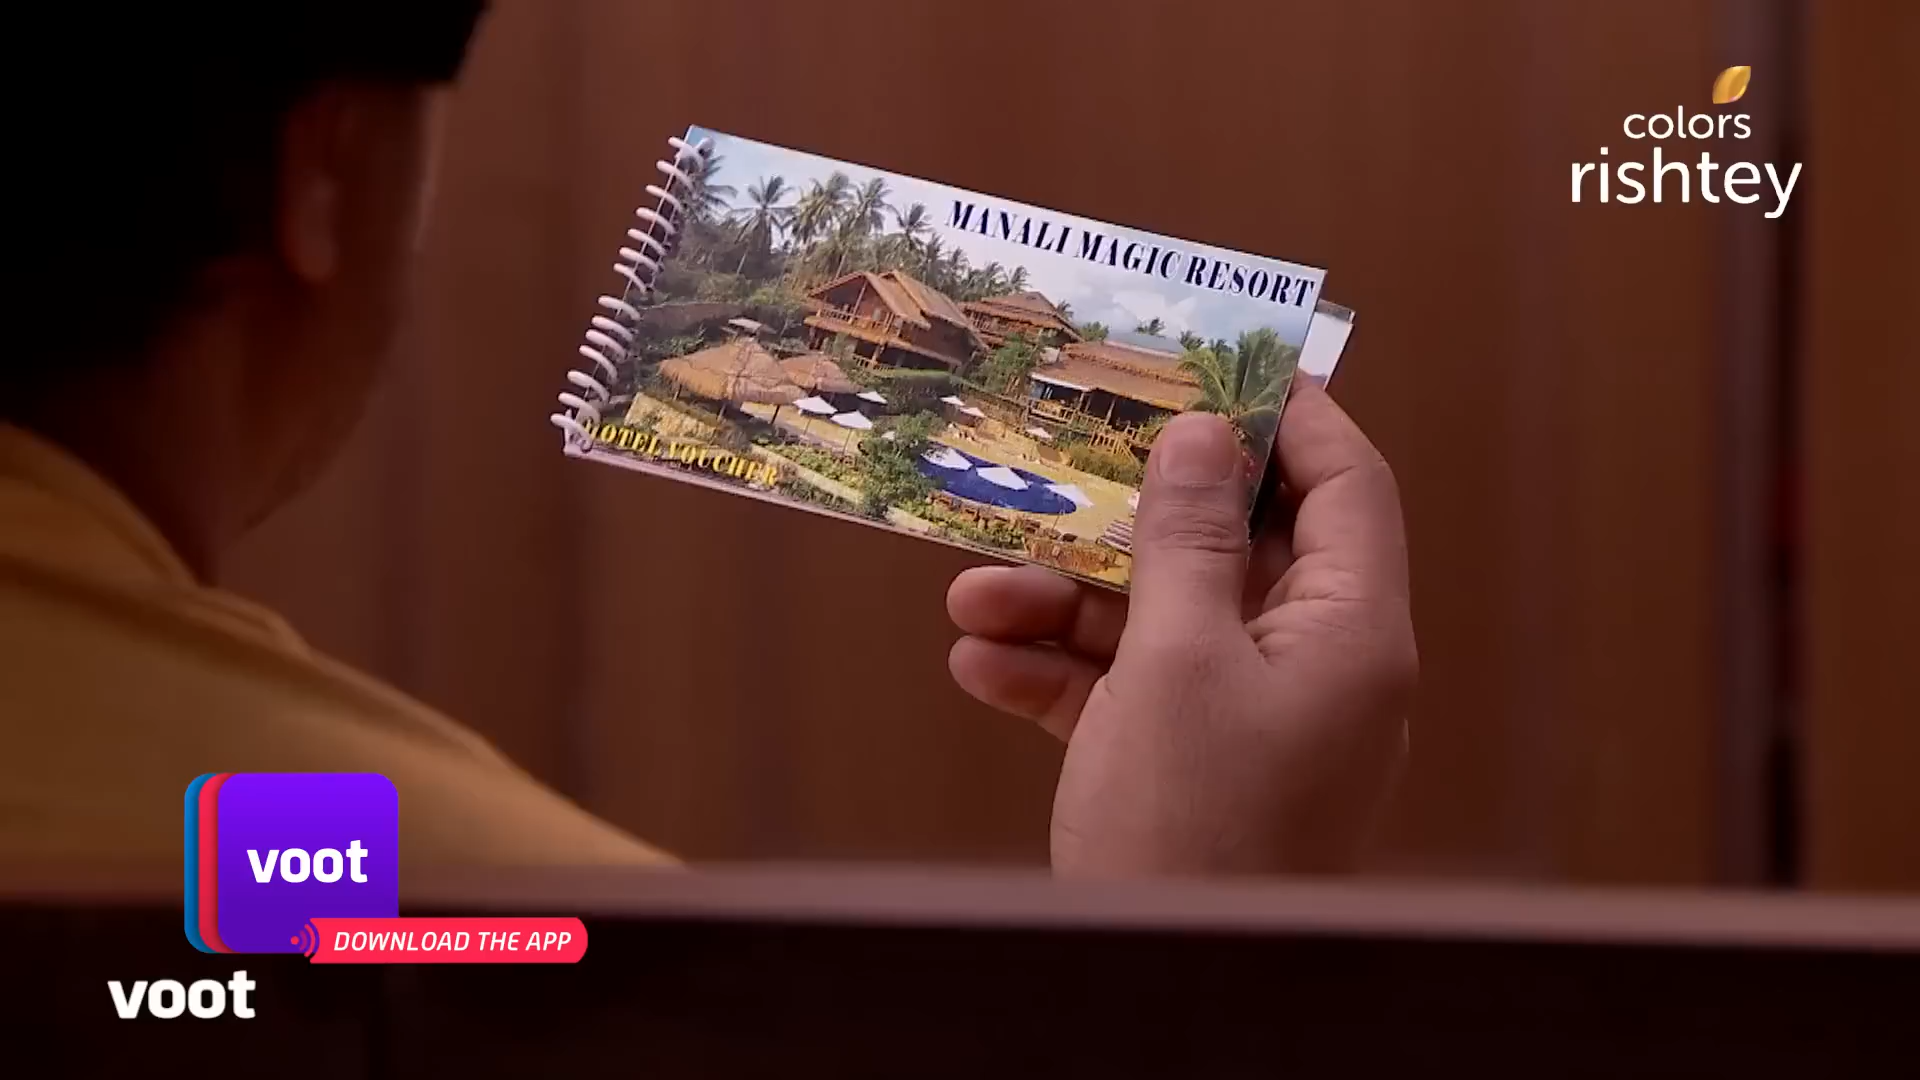 colors
rishtey
MANALI MAGIC RESORT
HOTEL VOUCHER
voot
DOWNLOAD THE APP
voot